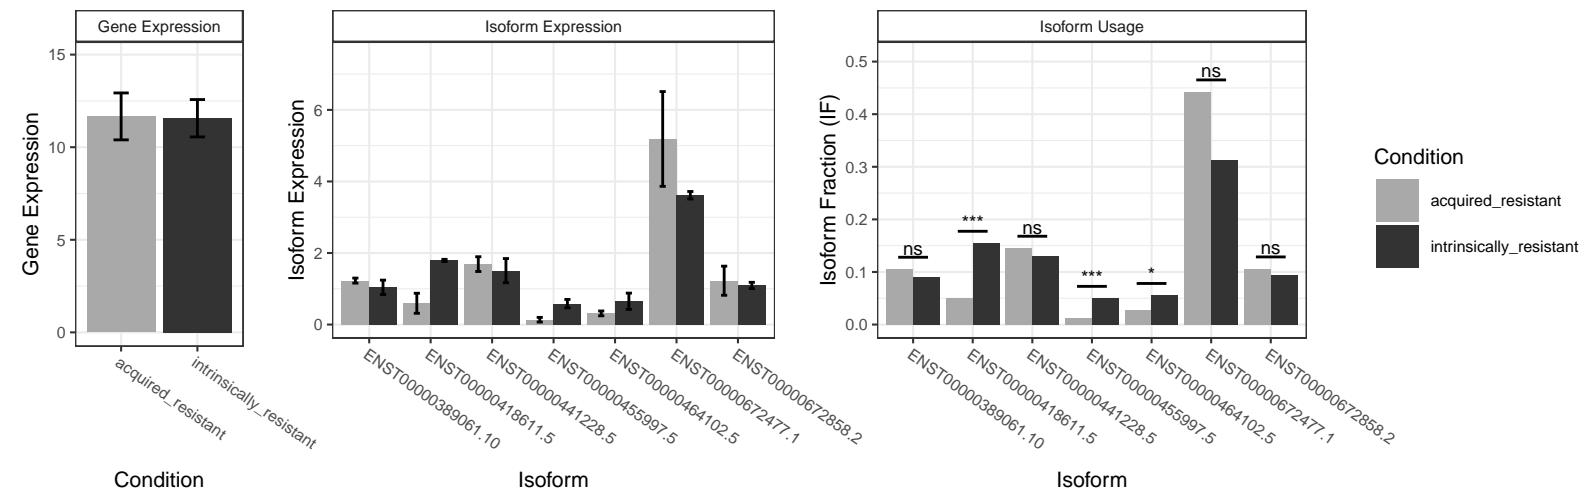 Gene Expression
Isoform Expression
Isoform Usage
Gene Expression
15
10
5
0
acquired_resistant
intrinsically_resistant
Condition
Isoform Expression
6
4
2
0
ENST00000389061.10
ENST00000418611.5
ENST00000441228.5
ENST00000455997.5
ENST00000464102.5
ENST00000672477.1
ENST00000672858.2
Isoform
Isoform Fraction (IF)
0.5
0.4
0.3
0.2
0.1
0.0
ns
***
ns
***
*
ns
ns
ENST00000389061.10
ENST00000418611.5
ENST00000441228.5
ENST00000455997.5
ENST00000464102.5
ENST00000672477.1
ENST00000672858.2
Isoform
Condition
acquired_resistant
intrinsically_resistant